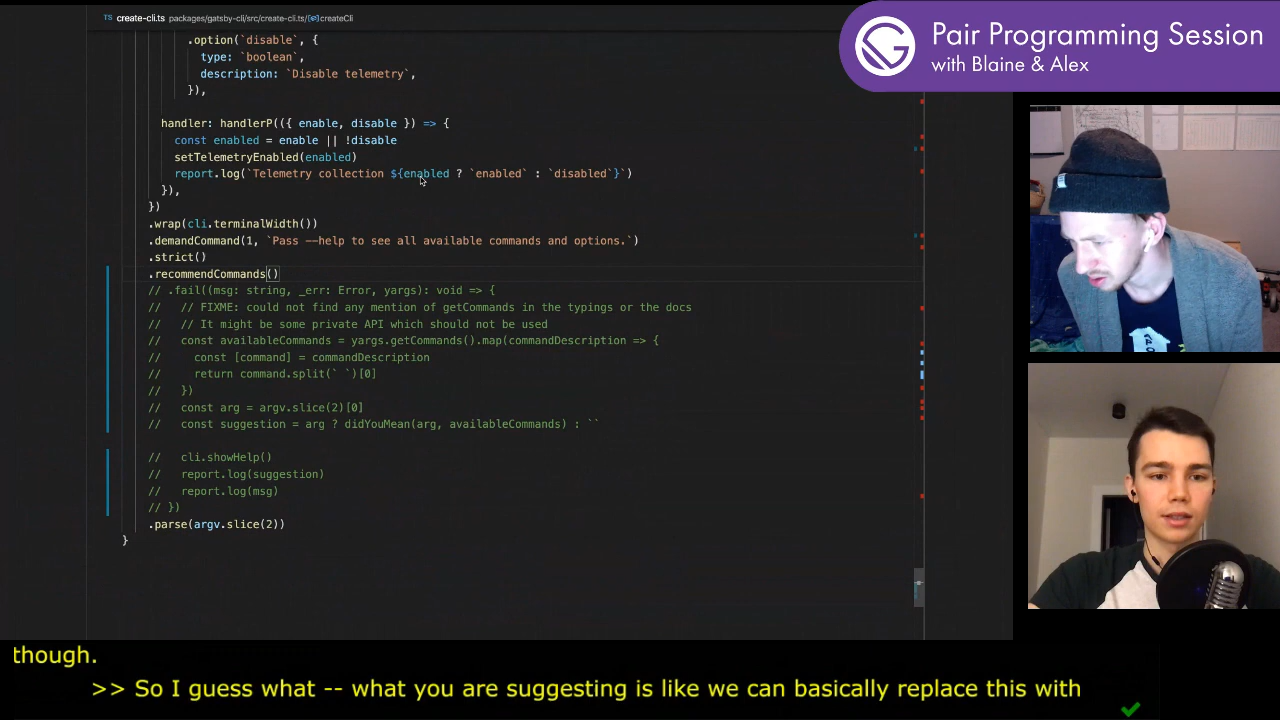 TS create-cli.ts packages/gatsby-cli/src/create-cli.ts/createCli
.option(`disable`, {
type: `boolean`,
description: `Disable telemetry`,
}),
handler: handlerP(({ enable, disable }) => {
const enabled = enable || !disable
setTelemetryEnabled(enabled)
report.log(`Telemetry collection ${enabled ? `enabled` : `disabled`}`)
}),
})
.wrap(cli.terminalWidth())
.demandCommand(1, `Pass --help to see all available commands and options.`)
.strict()
.recommendCommands()
// .fail((msg: string, _err: Error, yargs): void => {
//   // FIXME: could not find any mention of getCommands in the typings or the docs
//   // It might be some private API which should not be used
//   const availableCommands = yargs.getCommands().map(commandDescription => {
//     const [command] = commandDescription
//     return command.split(` `)[0]
//   })
//   const arg = argv.slice(2)[0]
//   const suggestion = arg ? didYouMean(arg, availableCommands) : ``
//   cli.showHelp()
//   report.log(suggestion)
//   report.log(msg)
// })
.parse(argv.slice(2))
}
Pair Programming Session
with Blaine & Alex
though.
>> So I guess what -- what you are suggesting is like we can basically replace this with